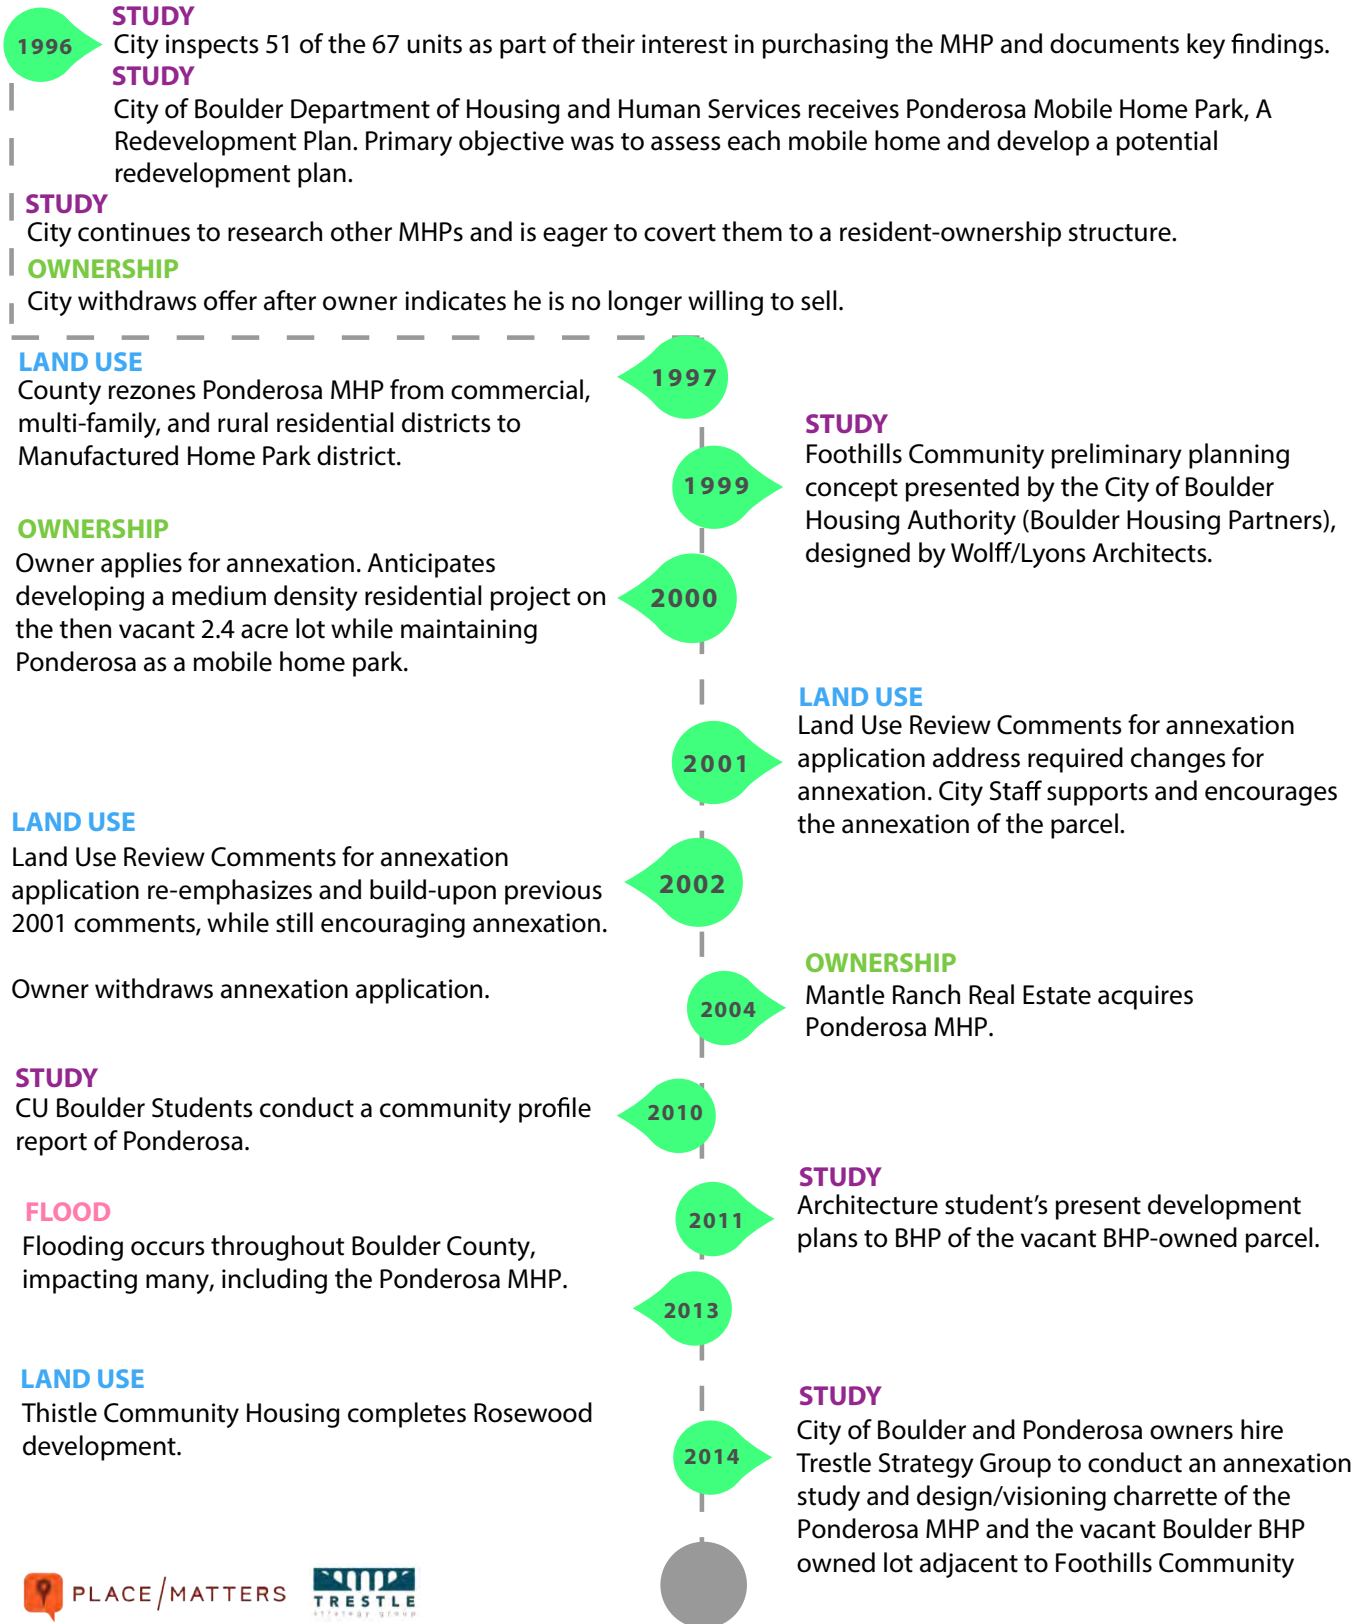 1996
STUDY
City inspects 51 of the 67 units as part of their interest in purchasing the MHP and documents key findings.
STUDY
City of Boulder Department of Housing and Human Services receives Ponderosa Mobile Home Park, A
Redevelopment Plan. Primary objective was to assess each mobile home and develop a potential
redevelopment plan.
STUDY
City continues to research other MHPs and is eager to covert them to a resident-ownership structure.
OWNERSHIP
City withdraws offer after owner indicates he is no longer willing to sell.
1997
LAND USE
County rezones Ponderosa MHP from commercial,
multi-family, and rural residential districts to
Manufactured Home Park district.
1999
STUDY
Foothills Community preliminary planning
concept presented by the City of Boulder
Housing Authority (Boulder Housing Partners),
designed by Wolff/Lyons Architects.
OWNERSHIP
Owner applies for annexation. Anticipates
developing a medium density residential project on
the then vacant 2.4 acre lot while maintaining
Ponderosa as a mobile home park.
2000
LAND USE
Land Use Review Comments for annexation
application address required changes for
annexation. City Staff supports and encourages
the annexation of the parcel.
2001
LAND USE
Land Use Review Comments for annexation
application re-emphasizes and build-upon previous
2001 comments, while still encouraging annexation.
Owner withdraws annexation application.
2002
OWNERSHIP
Mantle Ranch Real Estate acquires
Ponderosa MHP.
2004
STUDY
CU Boulder Students conduct a community profile
report of Ponderosa.
2010
STUDY
Architecture student's present development
plans to BHP of the vacant BHP-owned parcel.
2011
FLOOD
Flooding occurs throughout Boulder County,
impacting many, including the Ponderosa MHP.
2013
LAND USE
Thistle Community Housing completes Rosewood
development.
2014
STUDY
City of Boulder and Ponderosa owners hire
Trestle Strategy Group to conduct an annexation
study and design/visioning charrette of the
Ponderosa MHP and the vacant Boulder BHP
owned lot adjacent to Foothills Community
PLACE/MATTERS
TRESTLE
strategy group